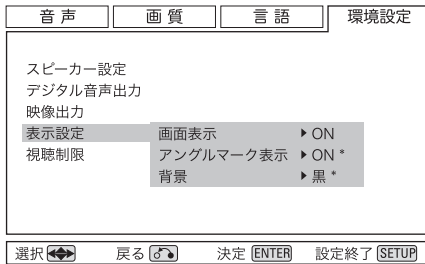 音声 画質 言語 環境設定
スピーカー設定
デジタル音声出力
映像出力
表示設定 画面表示 ▶ ON
視聴制限 アングルマーク表示 ▶ ON *
背景 ▶ 黒 *
選択 戻る 決定 ENTER 設定終了 SETUP